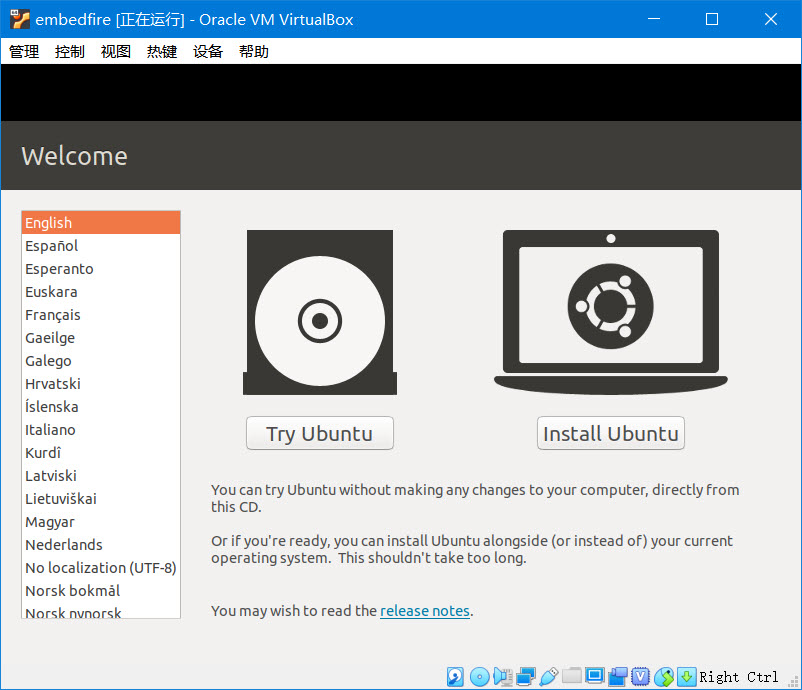 embedfire [正在运行] - Oracle VM VirtualBox
管理 控制 视图 热键 设备 帮助
Welcome
English
Español
Esperanto
Euskara
Français
Gaeilge
Galego
Hrvatski
Íslenska
Italiano
Kurdî
Latviski
Lietuviškai
Magyar
Nederlands
No localization (UTF-8)
Norsk bokmål
Norsk nynorsk
Try Ubuntu
Install Ubuntu
You can try Ubuntu without making any changes to your computer, directly from
this CD.
Or if you're ready, you can install Ubuntu alongside (or instead of) your current
operating system. This shouldn't take too long.
You may wish to read the release notes.
Right Ctrl